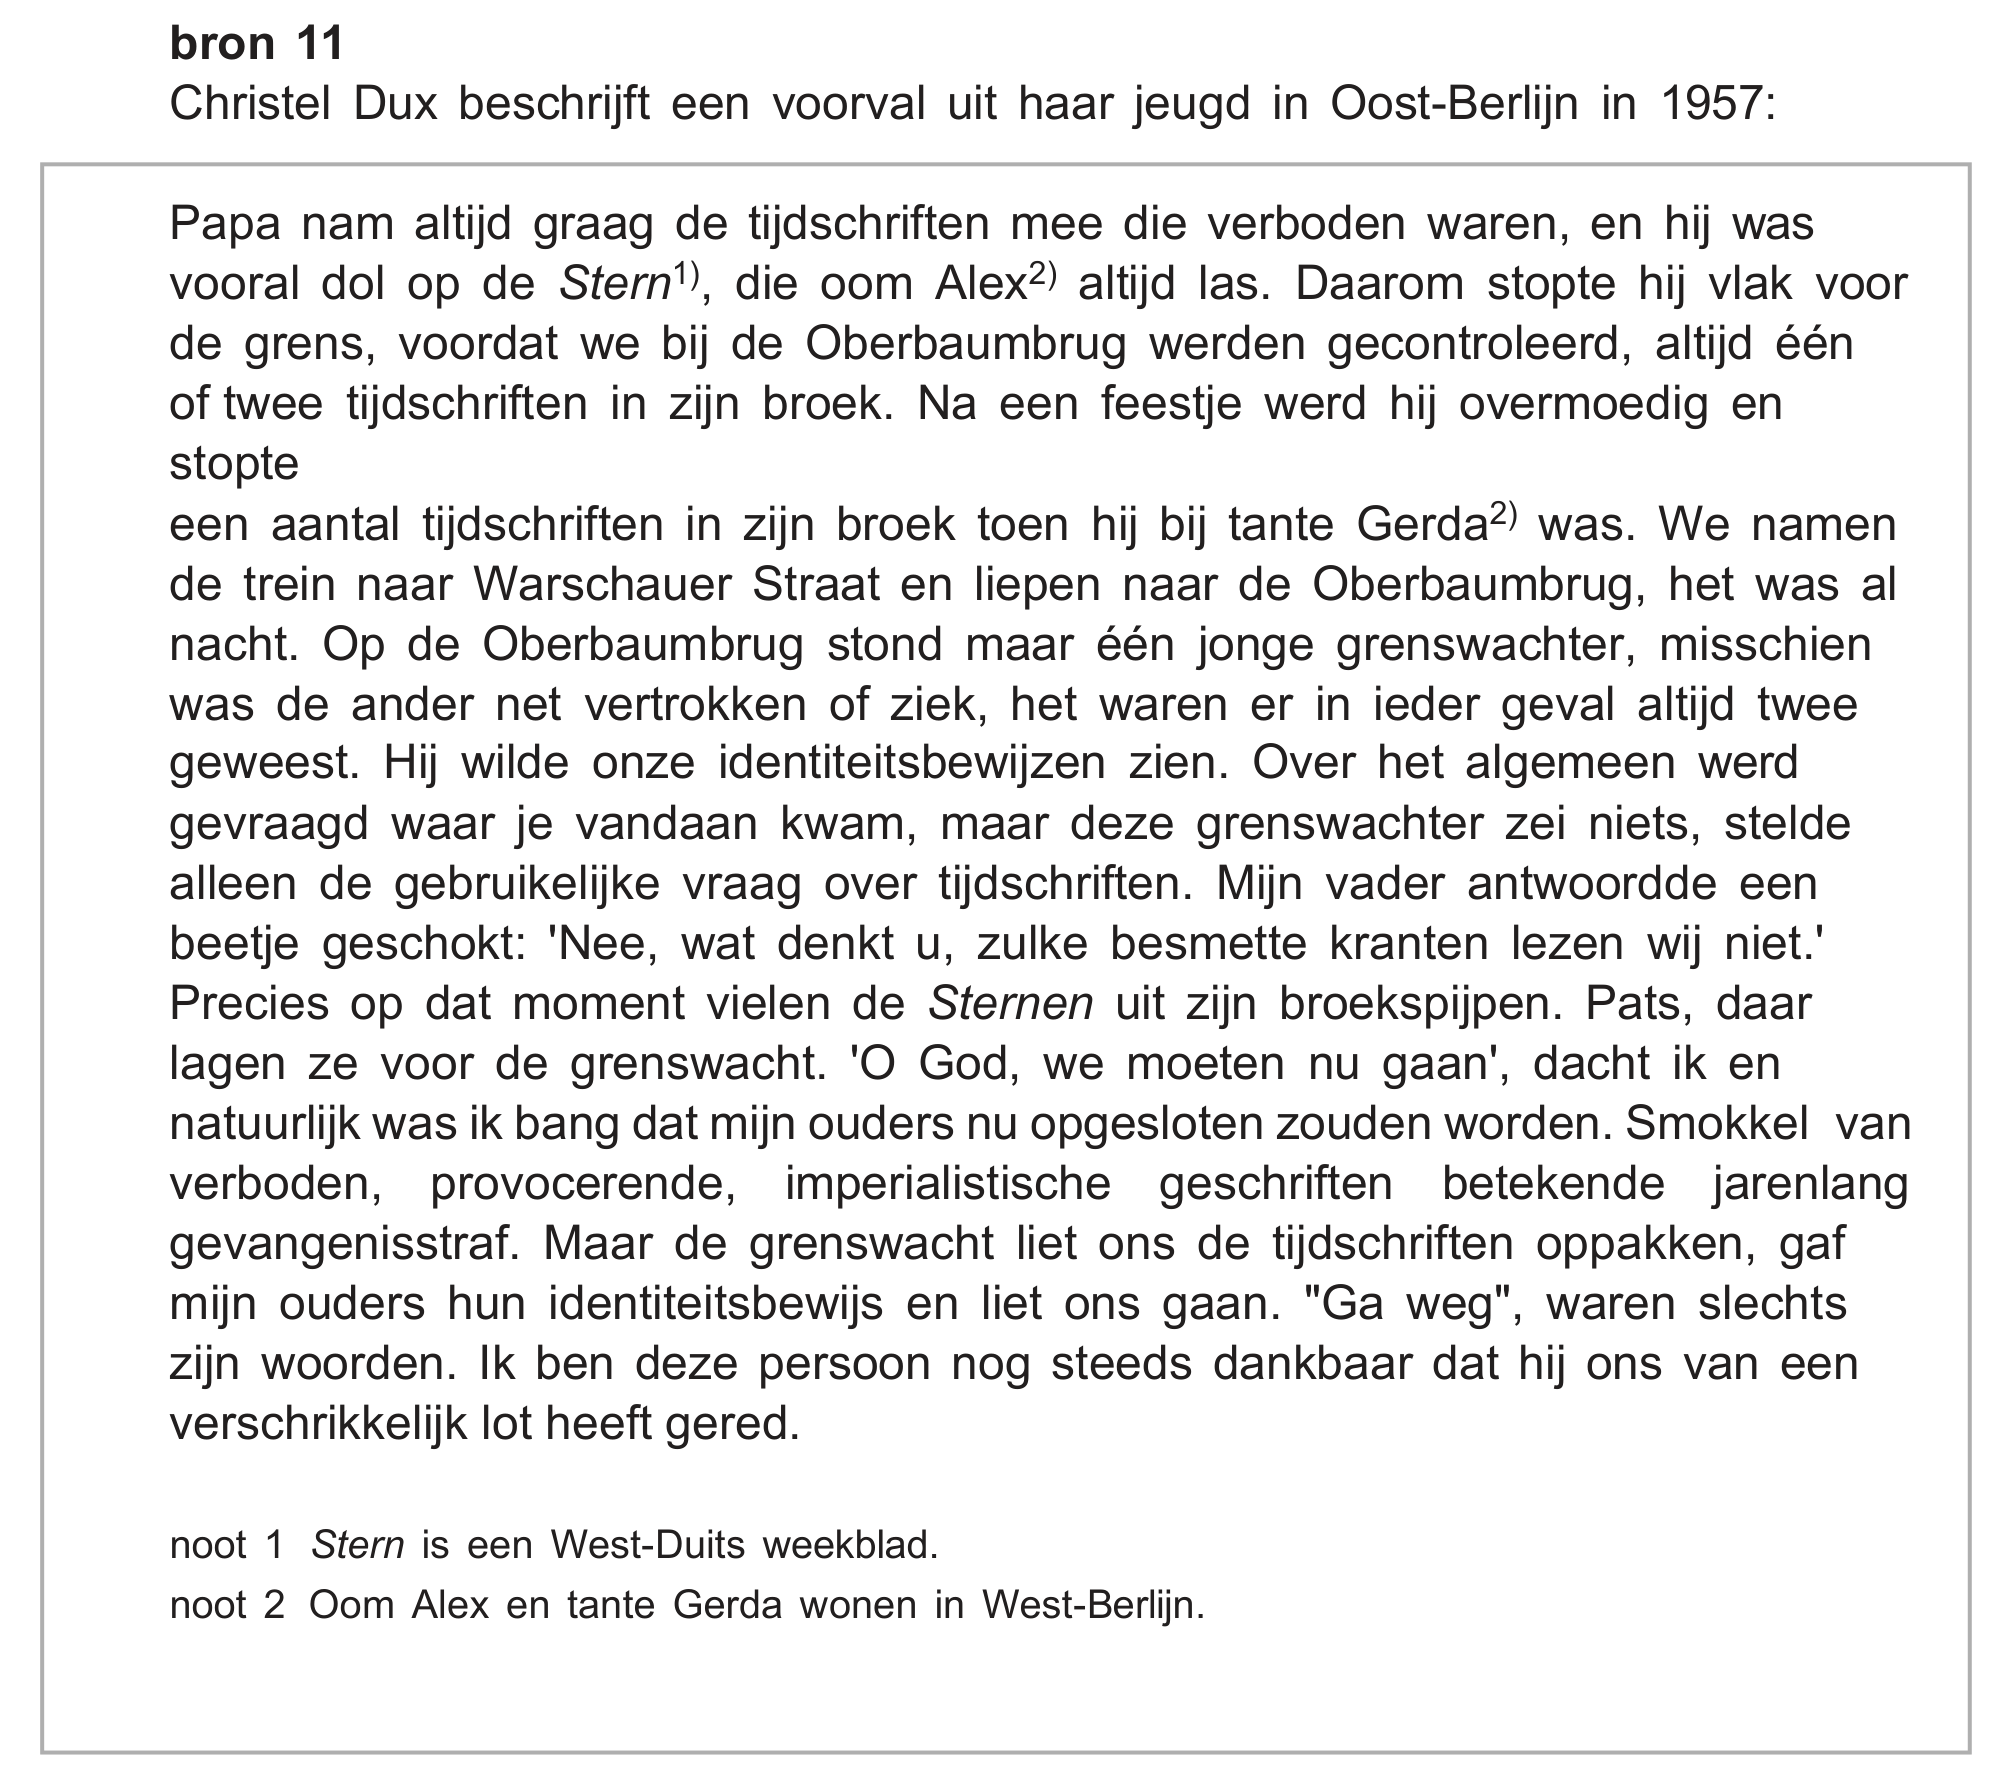 bron 11
Christel Dux beschrijft een voorval uit haar jeugd in Oost-Berlijn in 1957:
Papa nam altijd graag de tijdschriften mee die verboden waren, en hij was
vooral dol op de Stern1), die oom Alex2) altijd las. Daarom stopte hij vlak voor
de grens, voordat we bij de Oberbaumbrug werden gecontroleerd, altijd één
of twee tijdschriften in zijn broek. Na een feestje werd hij overmoedig en
stopte
een aantal tijdschriften in zijn broek toen hij bij tante Gerda2) was. We namen
de trein naar Warschauer Straat en liepen naar de Oberbaumbrug, het was al
nacht. Op de Oberbaumbrug stond maar één jonge grenswachter, misschien
was de ander net vertrokken of ziek, het waren er in ieder geval altijd twee
geweest. Hij wilde onze identiteitsbewijzen zien. Over het algemeen werd
gevraagd waar je vandaan kwam, maar deze grenswachter zei niets, stelde
alleen de gebruikelijke vraag over tijdschriften. Mijn vader antwoordde een
beetje geschokt: 'Nee, wat denkt u, zulke besmette kranten lezen wij niet.'
Precies op dat moment vielen de Sternen uit zijn broekspijpen. Pats, daar
lagen ze voor de grenswacht. 'O God, we moeten nu gaan', dacht ik en
natuurlijk was ik bang dat mijn ouders nu opgesloten zouden worden. Smokkel van
verboden, provocerende, imperialistische geschriften betekende jarenlang
gevangenisstraf. Maar de grenswacht liet ons de tijdschriften oppakken, gaf
mijn ouders hun identiteitsbewijs en liet ons gaan. "Ga weg", waren slechts
zijn woorden. Ik ben deze persoon nog steeds dankbaar dat hij ons van een
verschrikkelijk lot heeft gered.
noot 1 Stern is een West-Duits weekblad.
noot 2 Oom Alex en tante Gerda wonen in West-Berlijn.